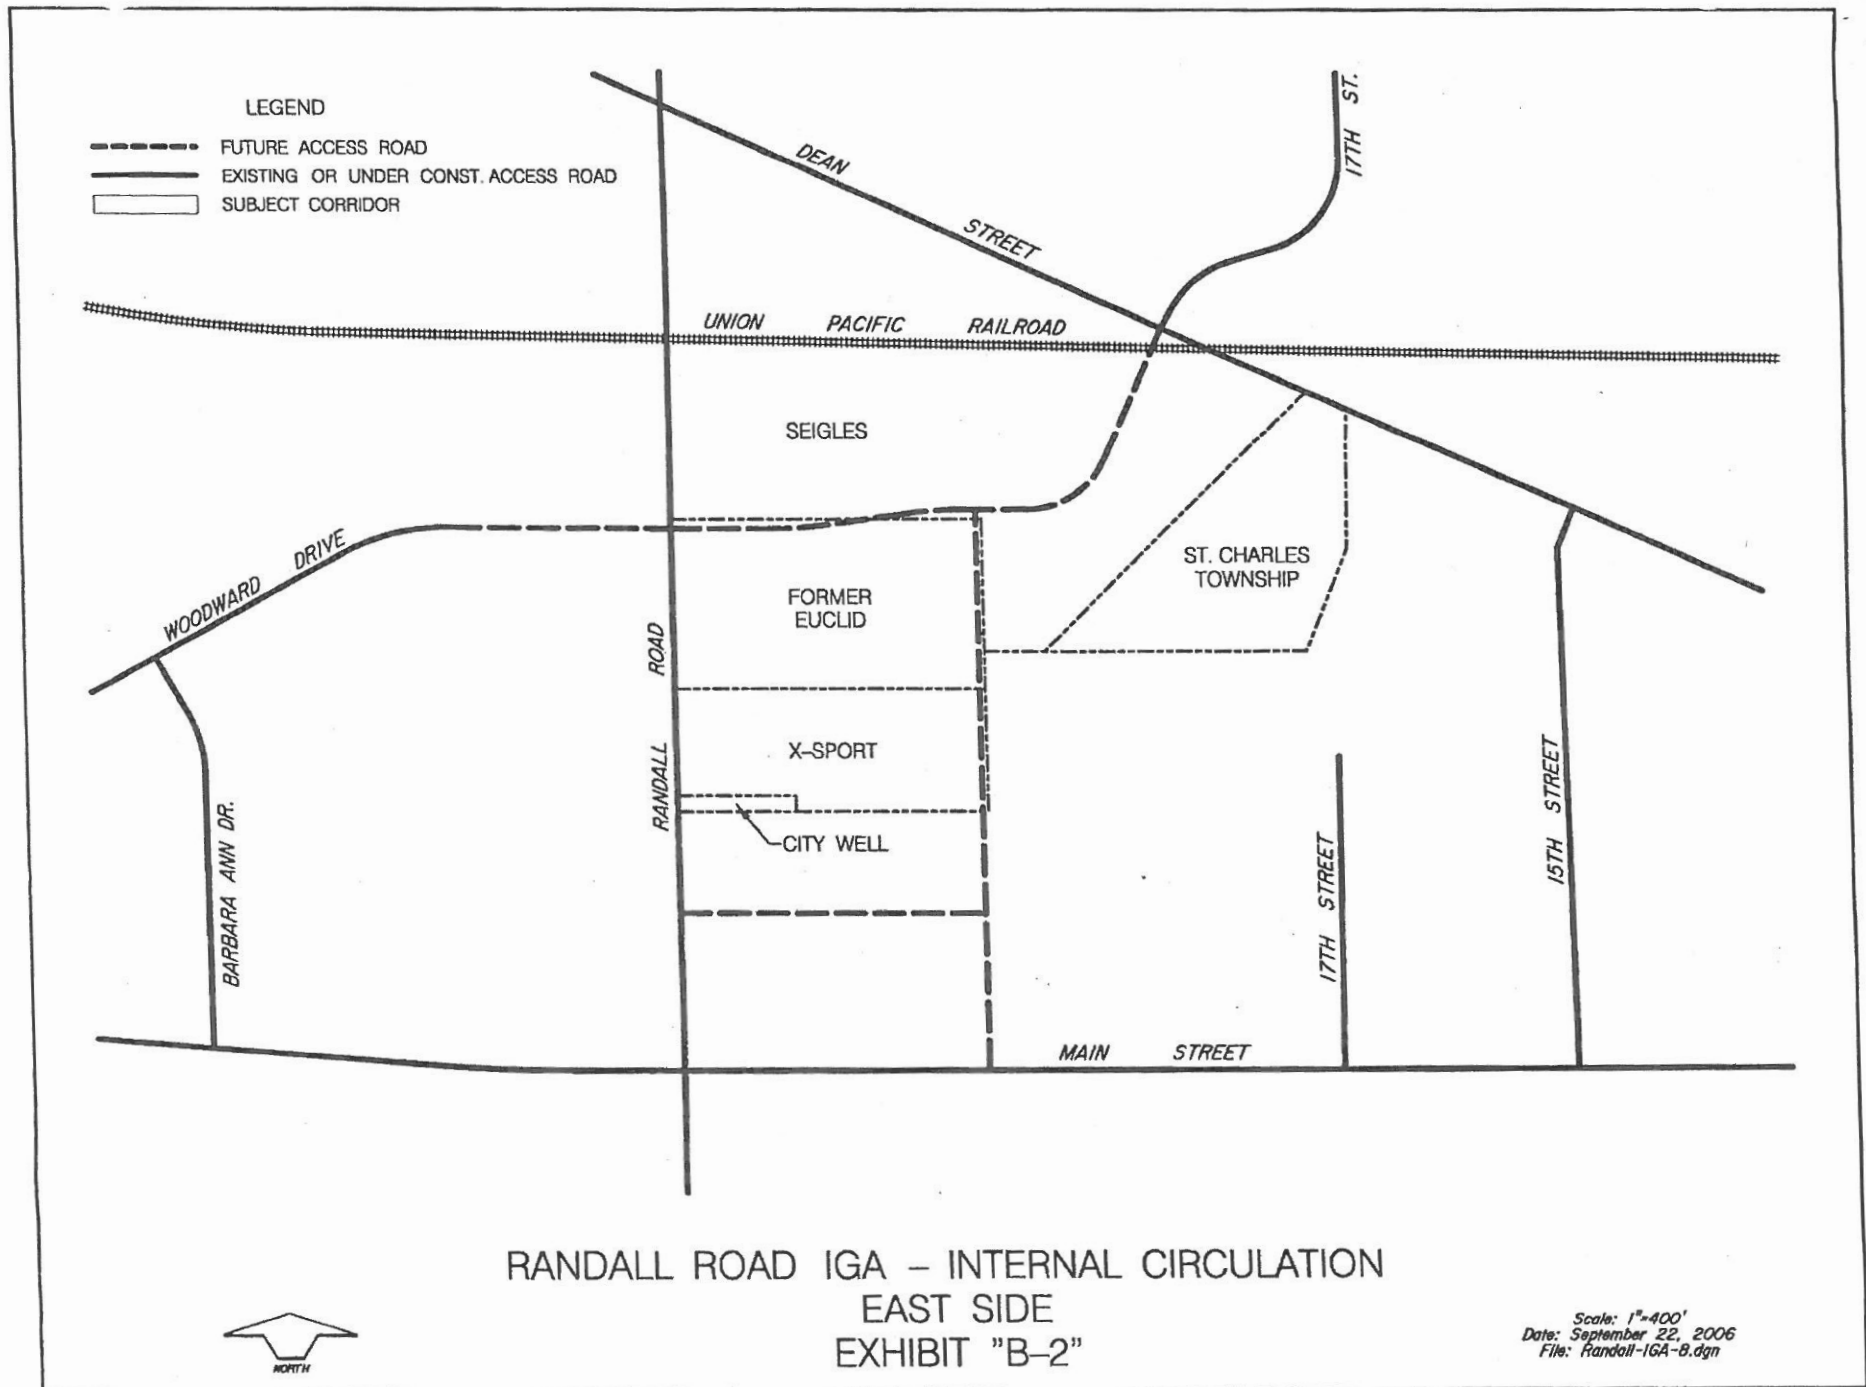 LEGEND
FUTURE ACCESS ROAD
EXISTING OR UNDER CONST. ACCESS ROAD
SUBJECT CORRIDOR
17TH ST.
DEAN STREET
UNION PACIFIC RAILROAD
SEIGLES
WOODWARD DRIVE
ST. CHARLES
TOWNSHIP
FORMER
EUCLID
RANDALL ROAD
X-SPORT
CITY WELL
BARBARA ANN DR.
17TH STREET
15TH STREET
MAIN STREET
RANDALL ROAD IGA – INTERNAL CIRCULATION
EAST SIDE
EXHIBIT "B–2"
NORTH
Scale: 1"=400'
Date: September 22, 2006
File: Randall-IGA-B.dgn